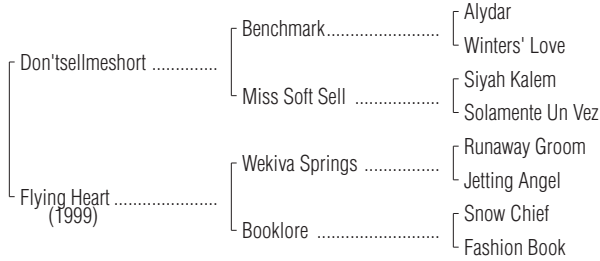 Alydar
Benchmark........................
Winters' Love
Don'tsellmeshort ..............
Siyah Kalem
Miss Soft Sell ..................
Solamente Un Vez
Runaway Groom
Wekiva Springs ................
Jetting Angel
Flying Heart ......................
(1999)
Snow Chief
Booklore ..........................
Fashion Book